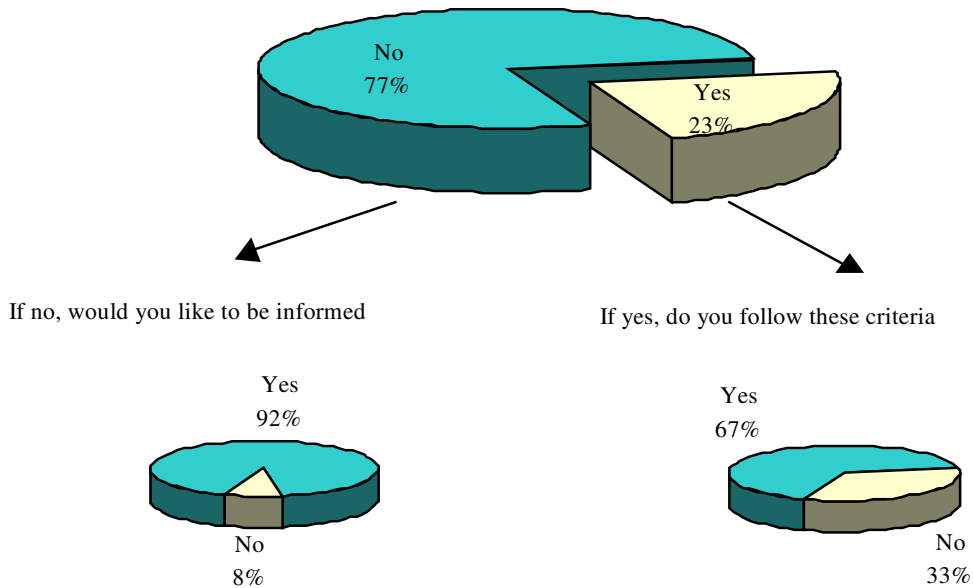 No
77%
Yes
23%
If no, would you like to be informed
If yes, do you follow these criteria
Yes
92%
No
8%
Yes
67%
No
33%